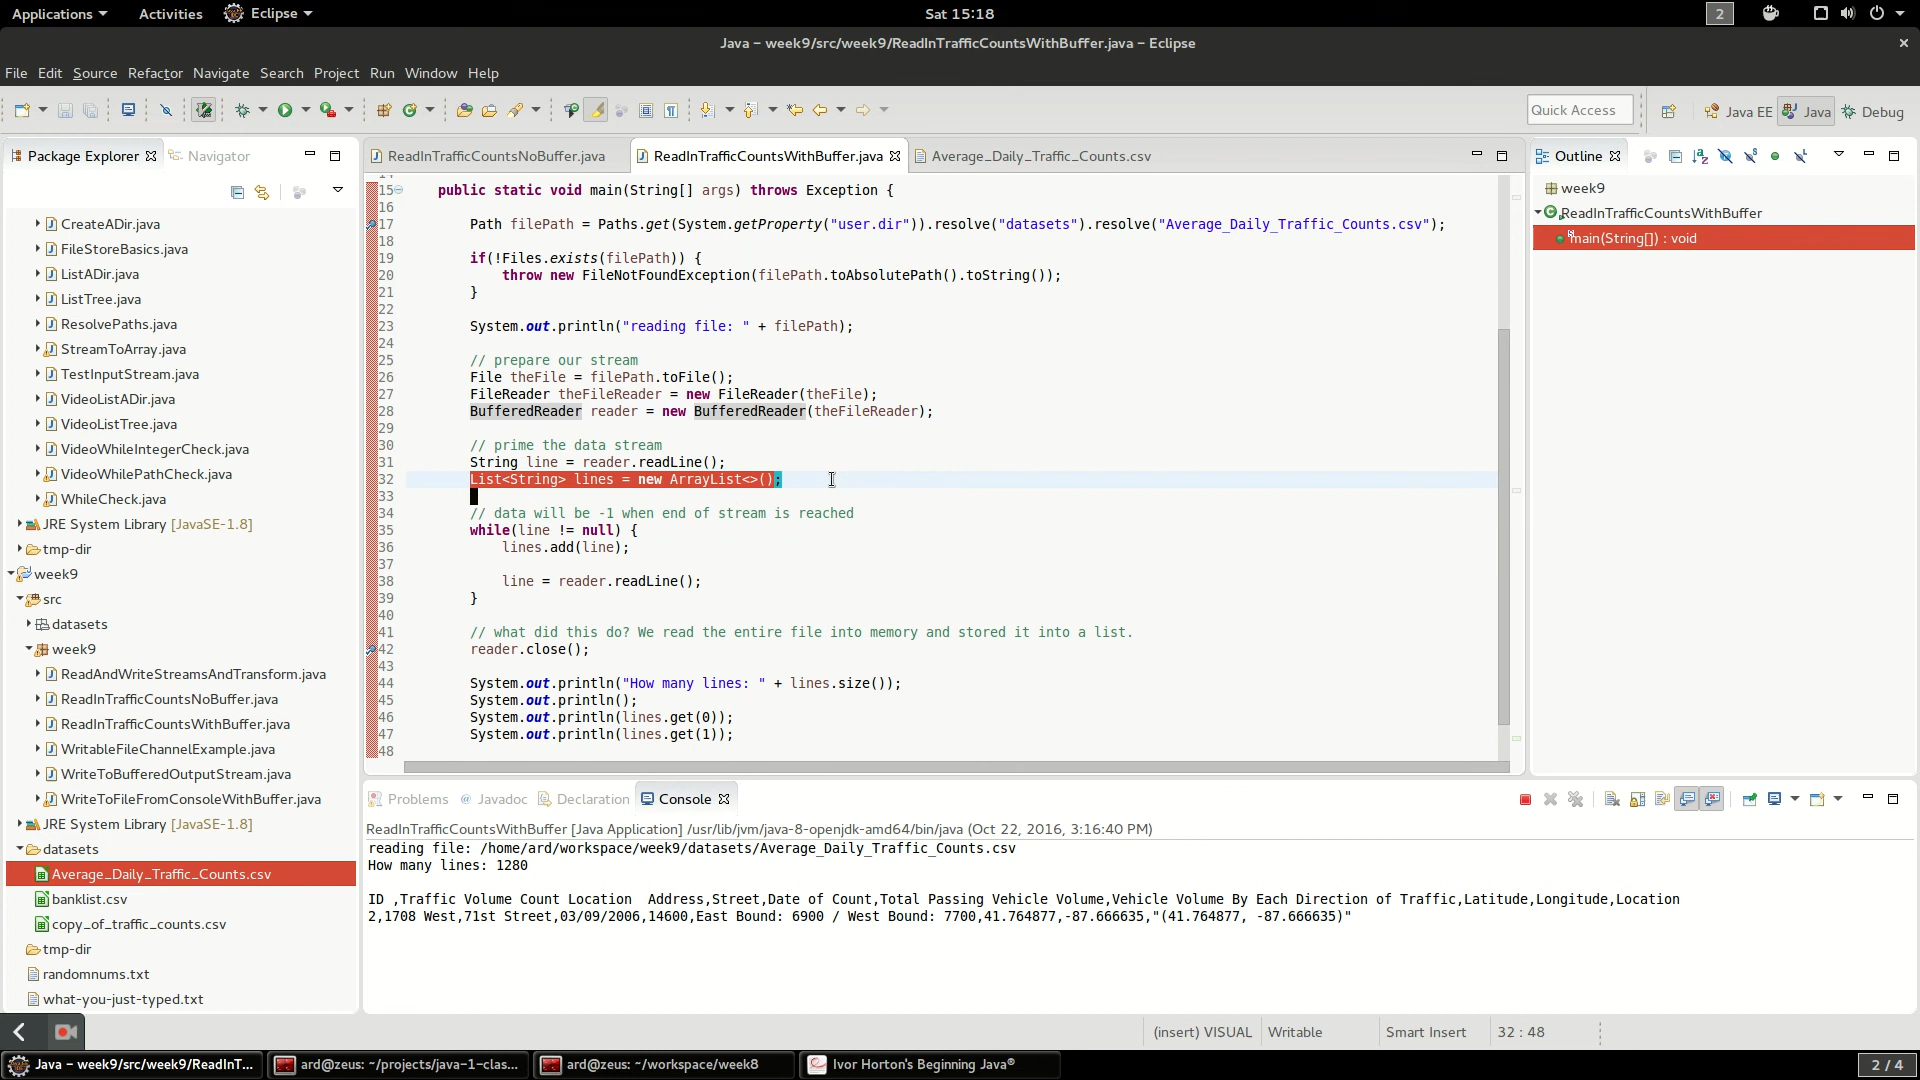 Applications Activities Eclipse Sat 15:18 2
Java – week9/src/week9/ReadInTrafficCountsWithBuffer.java – Eclipse
File Edit Source Refactor Navigate Search Project Run Window Help
Quick Access Java EE Java Debug
Package Explorer Navigator
CreateADir.java
FileStoreBasics.java
ListADir.java
ListTree.java
ResolvePaths.java
StreamToArray.java
TestInputStream.java
VideoListADir.java
VideoListTree.java
VideoWhileIntegerCheck.java
VideoWhilePathCheck.java
WhileCheck.java
JRE System Library [JavaSE-1.8]
tmp-dir
week9
src
datasets
week9
ReadAndWriteStreamsAndTransform.java
ReadInTrafficCountsNoBuffer.java
ReadInTrafficCountsWithBuffer.java
WritableFileChannelExample.java
WriteToBufferedOutputStream.java
WriteToFileFromConsoleWithBuffer.java
JRE System Library [JavaSE-1.8]
datasets
Average_Daily_Traffic_Counts.csv
banklist.csv
copy_of_traffic_counts.csv
tmp-dir
randomnums.txt
what-you-just-typed.txt
ReadInTrafficCountsNoBuffer.java ReadInTrafficCountsWithBuffer.java Average_Daily_Traffic_Counts.csv
15 public static void main(String[] args) throws Exception {
16
17 Path filePath = Paths.get(System.getProperty("user.dir")).resolve("datasets").resolve("Average_Daily_Traffic_Counts.csv");
18
19 if(!Files.exists(filePath)) {
20 throw new FileNotFoundException(filePath.toAbsolutePath().toString());
21 }
22
23 System.out.println("reading file: " + filePath);
24
25 // prepare our stream
26 File theFile = filePath.toFile();
27 FileReader theFileReader = new FileReader(theFile);
28 BufferedReader reader = new BufferedReader(theFileReader);
29
30 // prime the data stream
31 String line = reader.readLine();
32 List<String> lines = new ArrayList<>();
33
34 // data will be -1 when end of stream is reached
35 while(line != null) {
36 lines.add(line);
37
38 line = reader.readLine();
39 }
40
41 // what did this do? We read the entire file into memory and stored it into a list.
42 reader.close();
43
44 System.out.println("How many lines: " + lines.size());
45 System.out.println();
46 System.out.println(lines.get(0));
47 System.out.println(lines.get(1));
48
Outline
week9
ReadInTrafficCountsWithBuffer
main(String[]) : void
Problems Javadoc Declaration Console
ReadInTrafficCountsWithBuffer [Java Application] /usr/lib/jvm/java-8-openjdk-amd64/bin/java (Oct 22, 2016, 3:16:40 PM)
reading file: /home/ard/workspace/week9/datasets/Average_Daily_Traffic_Counts.csv
How many lines: 1280
ID ,Traffic Volume Count Location  Address,Street,Date of Count,Total Passing Vehicle Volume,Vehicle Volume By Each Direction of Traffic,Latitude,Longitude,Location
2,1708 West,71st Street,03/09/2006,14600,East Bound: 6900 / West Bound: 7700,41.764877,-87.666635,"(41.764877, -87.666635)"
(insert) VISUAL Writable Smart Insert 32 : 48
Java – week9/src/week9/ReadInT... ard@zeus: ~/projects/java-1-clas... ard@zeus: ~/workspace/week8 Ivor Horton's Beginning Java® 2 / 4